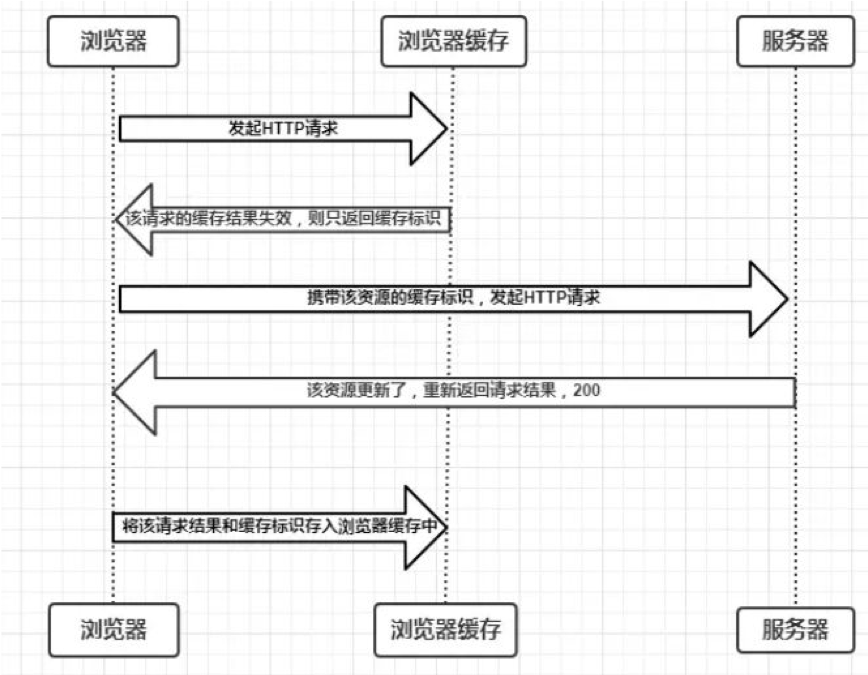 浏览器
浏览器缓存
服务器
发起HTTP请求
该请求的缓存结果失效，则只返回缓存标识
携带该资源的缓存标识，发起HTTP请求
该资源更新了，重新返回请求结果，200
将该请求结果和缓存标识存入浏览器缓存中
浏览器
浏览器缓存
服务器